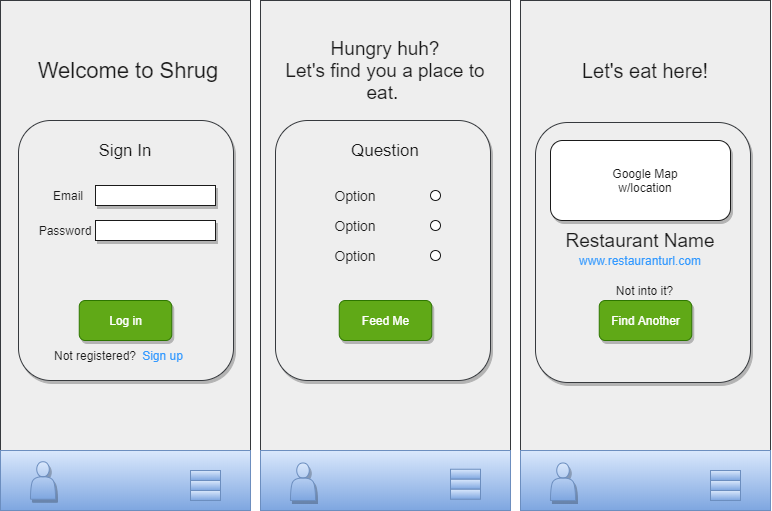 Welcome to Shrug
Sign In
Email
Password
Log in
Not registered? Sign up
Hungry huh?
Let's find you a place to
eat.
Question
Option
Option
Option
Feed Me
Let's eat here!
Google Map
w/location
Restaurant Name
www.restauranturl.com
Not into it?
Find Another